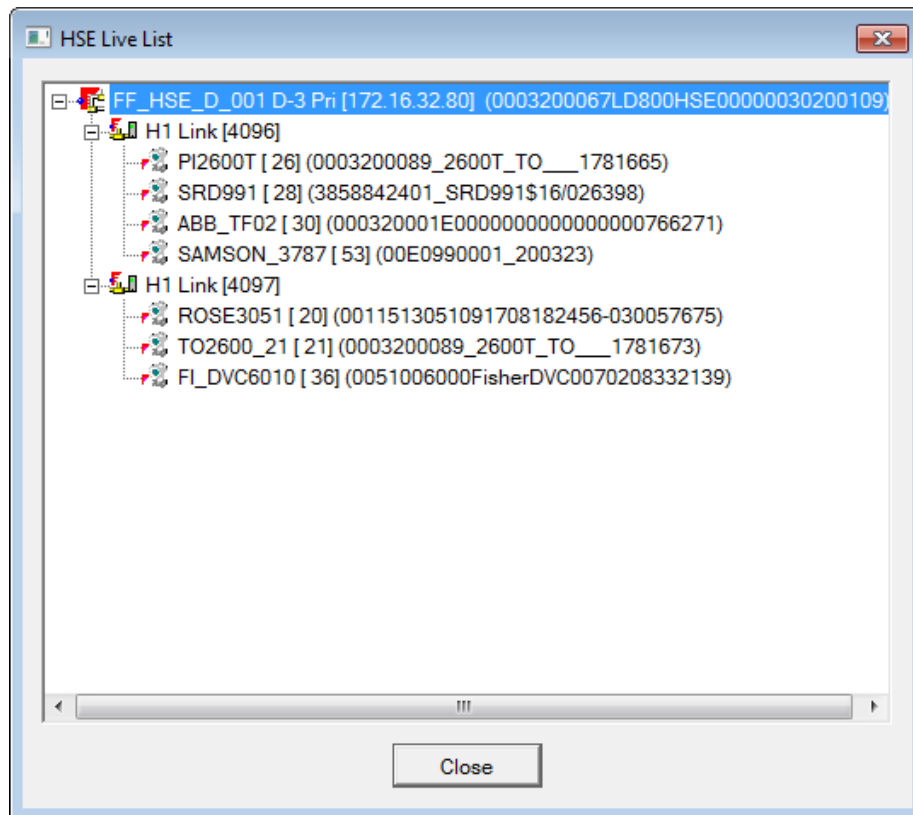 HSE Live List
FF_HSE_D_001 D-3 Pri [172.16.32.80] (0003200067LD800HSE00000030200109)
H1 Link [4096]
PI2600T [ 26] (0003200089_2600T_TO___1781665)
SRD991 [ 28] (3858842401_SRD991$16/026398)
ABB_TF02 [ 30] (000320001E0000000000000000766271)
SAMSON_3787 [ 53] (00E0990001_200323)
H1 Link [4097]
ROSE3051 [ 20] (0011513051091708182456-030057675)
TO2600_21 [ 21] (0003200089_2600T_TO___1781673)
FI_DVC6010 [ 36] (0051006000FisherDVC0070208332139)
Close